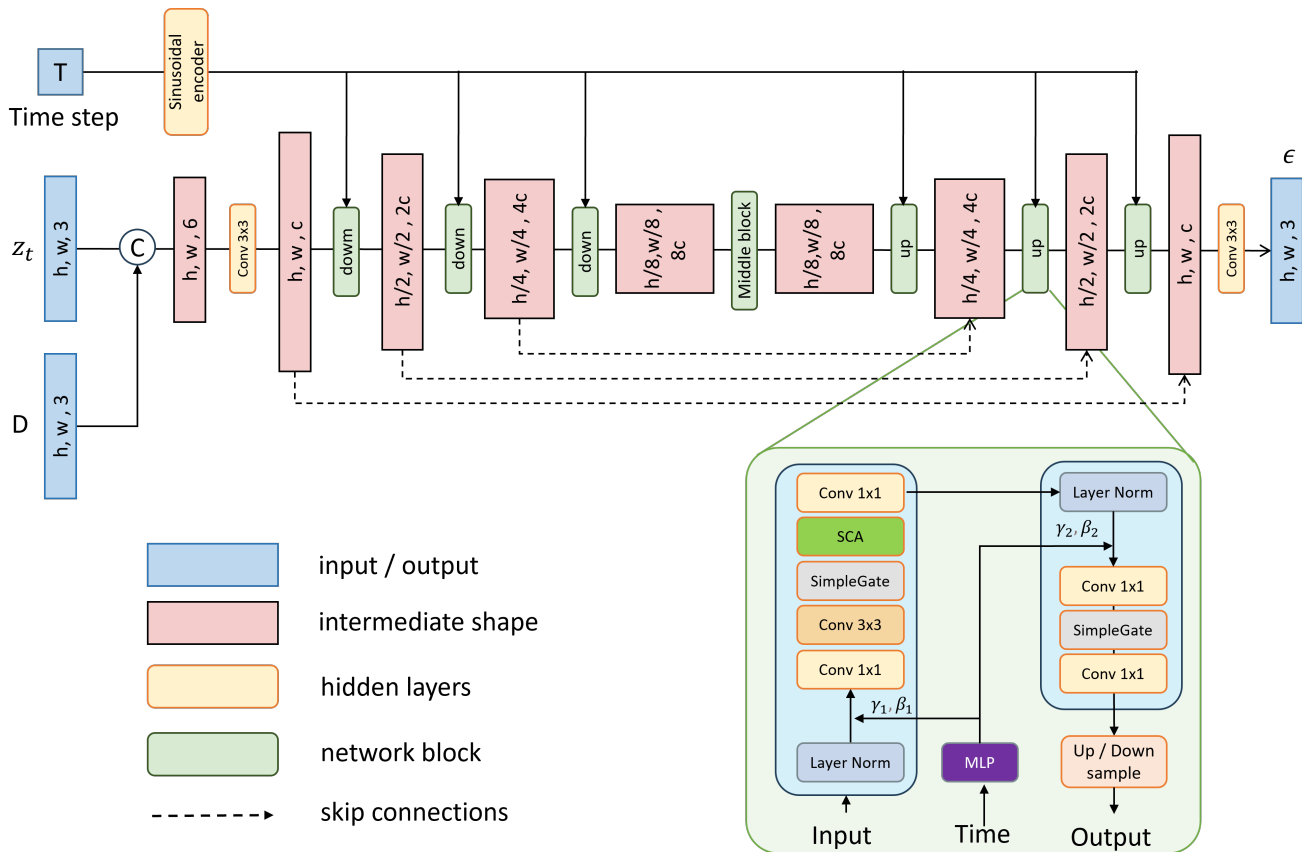 T
Time step
Sinusoidal
encoder
z_t
h, w , 3
D
h, w , 3
C
h, w , 6
Conv 3x3
h, w , c
dowm
h/2, w/2 , 2c
down
h/4, w/4 , 4c
down
h/8,w/8 ,
8c
Middle block
h/8,w/8 ,
8c
up
h/4, w/4 , 4c
up
h/2, w/2 , 2c
up
h, w , c
Conv 3x3
ϵ
h, w , 3
input / output
intermediate shape
hidden layers
network block
skip connections
Conv 1x1
SCA
SimpleGate
Conv 3x3
Conv 1x1
γ₁, β₁
Layer Norm
Input
MLP
Time
Layer Norm
γ₂, β₂
Conv 1x1
SimpleGate
Conv 1x1
Up / Down
sample
Output